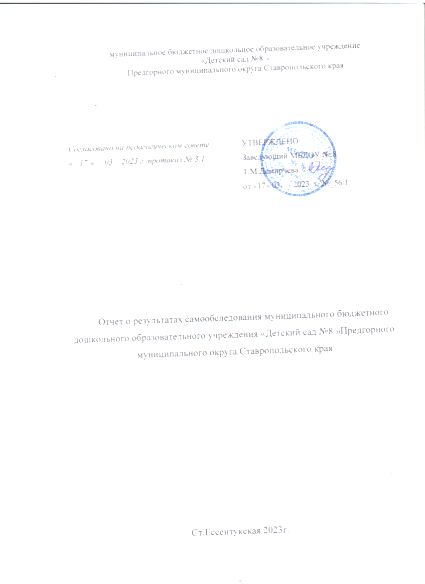 муниципальное бюджетное дошкольное образовательное учреждение
«Детский сад №8 »
Предгорного муниципального округа Ставропольского края
Согласовано на педагогическом совете
« 17 » 03 2023 г. протокол № 3.1
УТВЕРЖДЕНО
Заведующий МБДОУ №8
от «17» 03. 2023 г. № 56.1
Отчет о результатах самообследования муниципального бюджетного
дошкольного образовательного учреждения «Детский сад №8 »Предгорного
муниципального округа Ставропольского края
Ст.Ессентукская 2023г